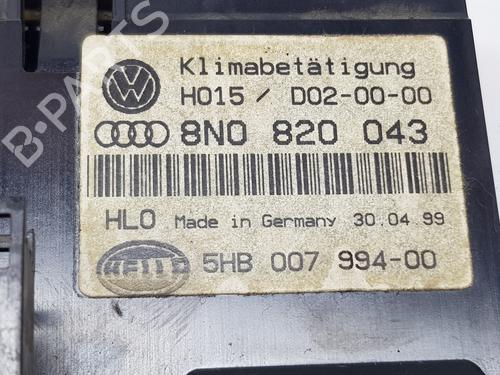 Klimabetätigung
H015 / D02-00-00
8N0 820 043
HLO Made in Germany 30.04.99
HELLA 5HB 007 994-00
B-PARTS